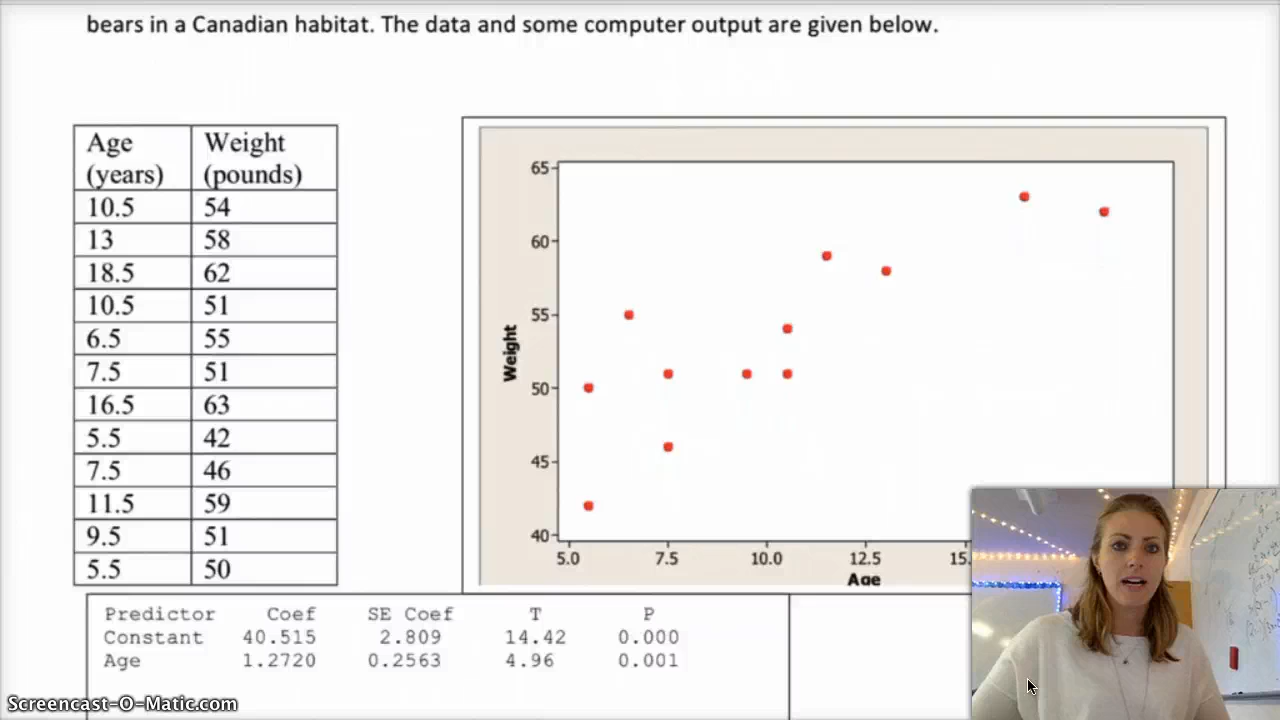 bears in a Canadian habitat. The data and some computer output are given below.
Age (years) Weight (pounds)
10.5 54
13 58
18.5 62
10.5 51
6.5 55
7.5 51
16.5 63
5.5 42
7.5 46
11.5 59
9.5 51
5.5 50
65
60
55
50
45
40
Weight
5.0 7.5 10.0 12.5 15.
Age
Predictor Coef SE Coef T P
Constant 40.515 2.809 14.42 0.000
Age 1.2720 0.2563 4.96 0.001
Screencast-O-Matic.com